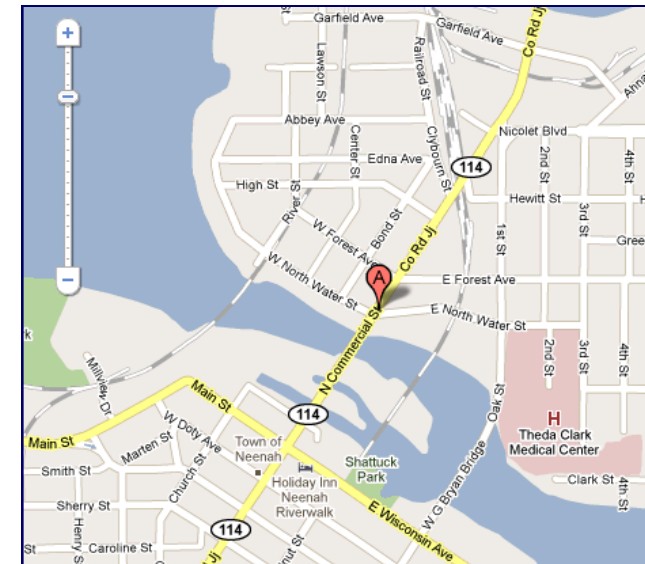 Garfield Ave
Garfield Ave
Co Rd Jj
Lawson St
Railroad St
Abbey Ave
Center St
Nicolet Blvd
Edna Ave
Clybourn St
114
2nd St
4th St
High St
3rd St
Hewitt St
1st St
Bond St
W Forest Ave
Co Rd Jj
A
E Forest Ave
W North Water St
E North Water St
N Commercial St
2nd St
3rd St
4th St
Millview Dr
Main St
114
Oak St
H
Theda Clark
Medical Center
Main St
W Doty Ave
Town of
Neenah
Marten St
Shattuck
Park
Smith St
Church St
Holiday Inn
Neenah
Riverwalk
W G Bryan Bridge
Clark St
4th St
Sherry St
E Wisconsin Ave
114
Henry S
Caroline St
St